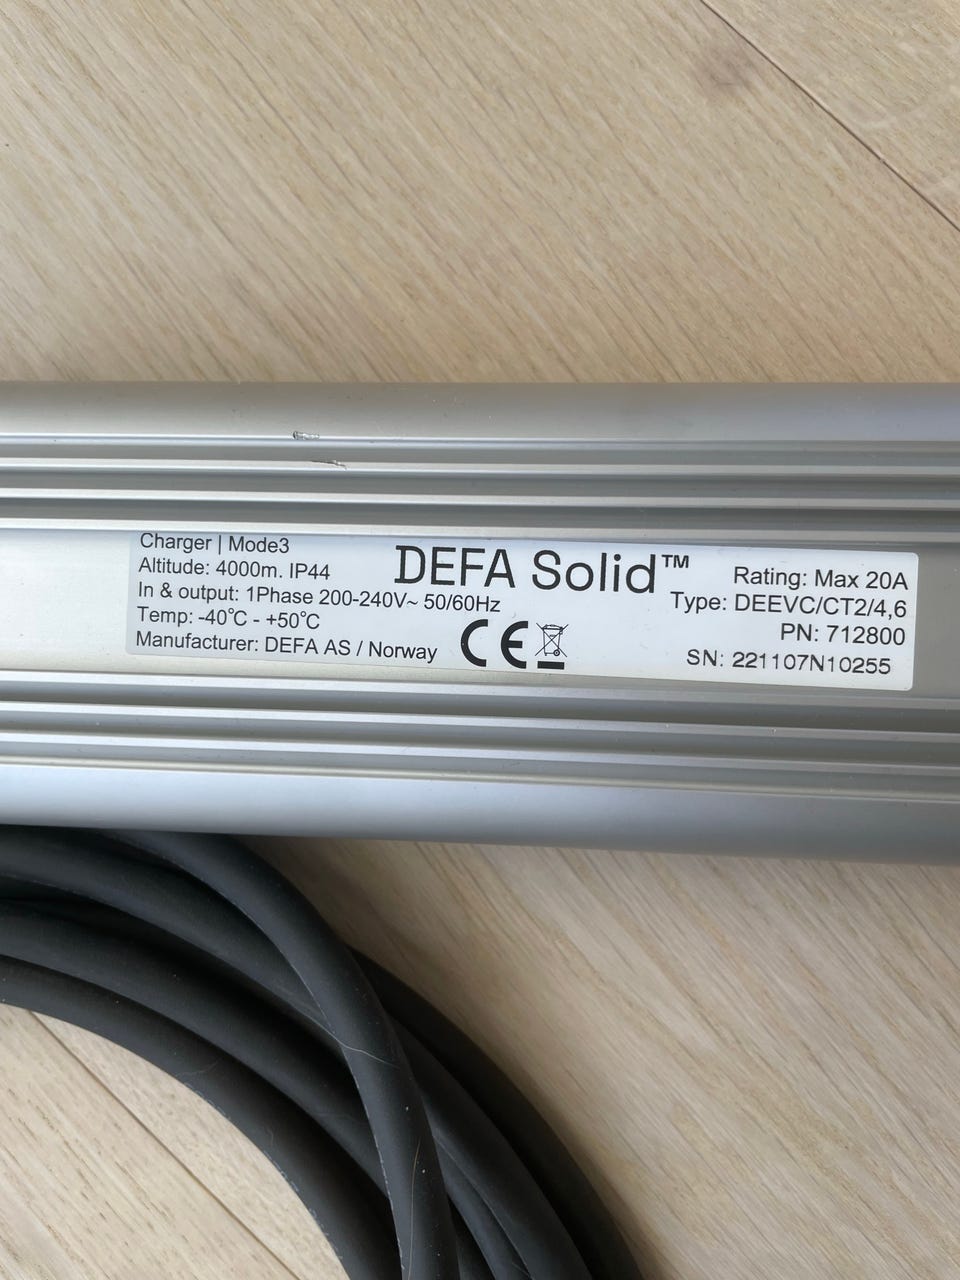 Charger | Mode3
Altitude: 4000m. IP44
In & output: 1Phase 200-240V~ 50/60Hz
Temp: -40°C - +50°C
Manufacturer: DEFA AS / Norway
DEFA Solid™
CE
Rating: Max 20A
Type: DEEVC/CT2/4,6
PN: 712800
SN: 221107N10255